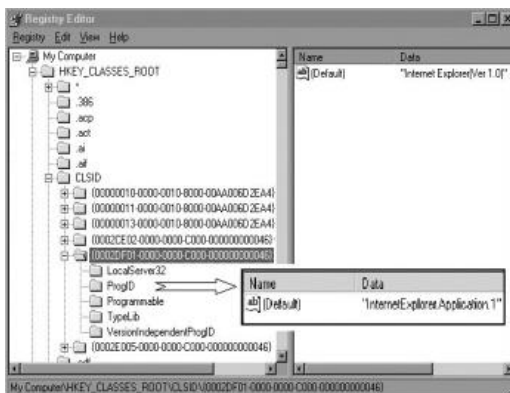 Registry Editor
Registry Edit View Help
My Computer
HKEY_CLASSES_ROOT
*
.386
.acp
.act
.ai
.aif
CLSID
{00000010-0000-0010-8000-00AA006D2EA4}
{00000011-0000-0010-8000-00AA006D2EA4}
{00000013-0000-0010-8000-00AA006D2EA4}
{0002CE02-0000-0000-C000-000000000046}
{0002DF01-0000-0000-C000-000000000046}
LocalServer32
ProgID
Programmable
TypeLib
VersionIndependentProgID
{0002E005-0000-0000-C000-000000000046}
Name Data
ab (Default) "Internet Explorer(Ver 1.0)"
Name Data
ab (Default) "InternetExplorer.Application.1"
My Computer\HKEY_CLASSES_ROOT\CLSID\{0002DF01-0000-0000-C000-000000000046}